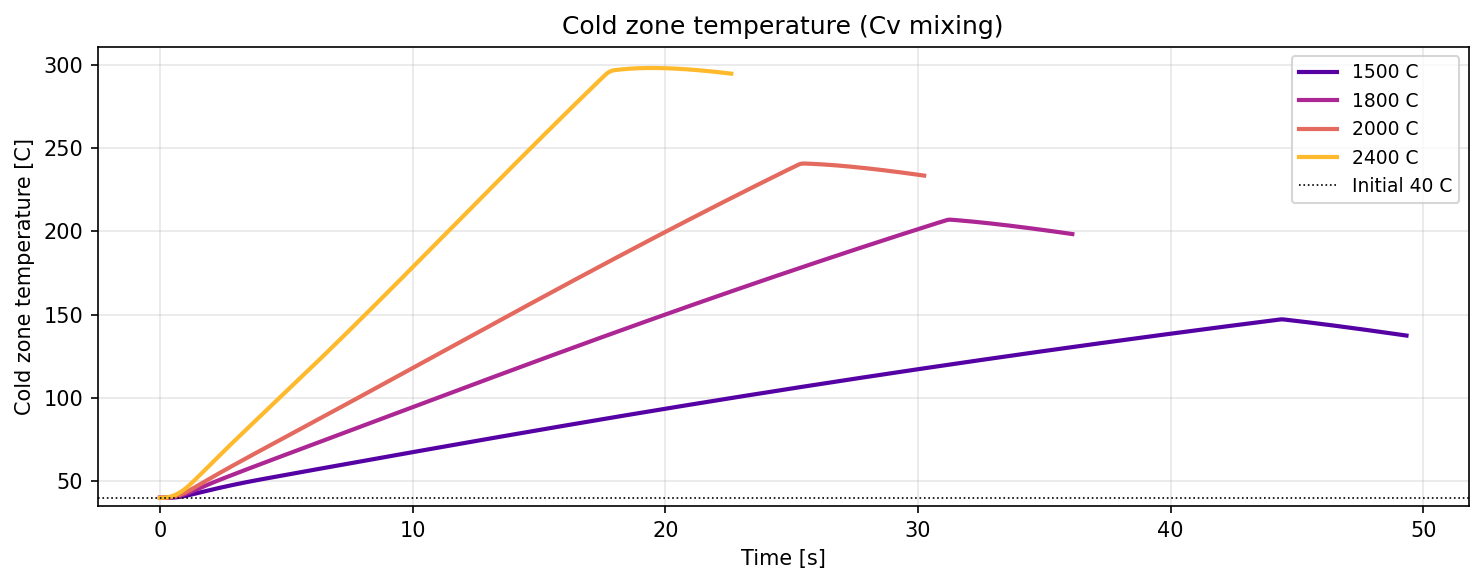 Cold zone temperature (Cv mixing)
Cold zone temperature [C]
300
250
200
150
100
50
0
10
20
30
40
50
Time [s]
1500 C
1800 C
2000 C
2400 C
Initial 40 C